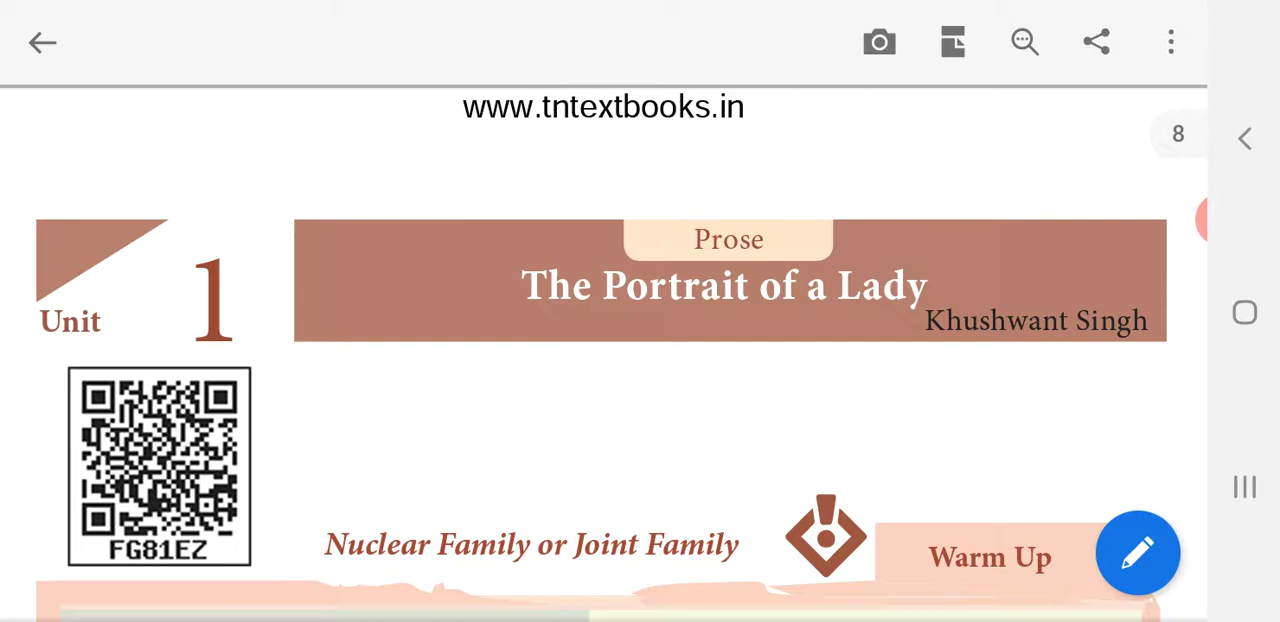 www.tntextbooks.in
8
Prose
The Portrait of a Lady
Khushwant Singh
Unit 1
FG81EZ
Nuclear Family or Joint Family
Warm Up